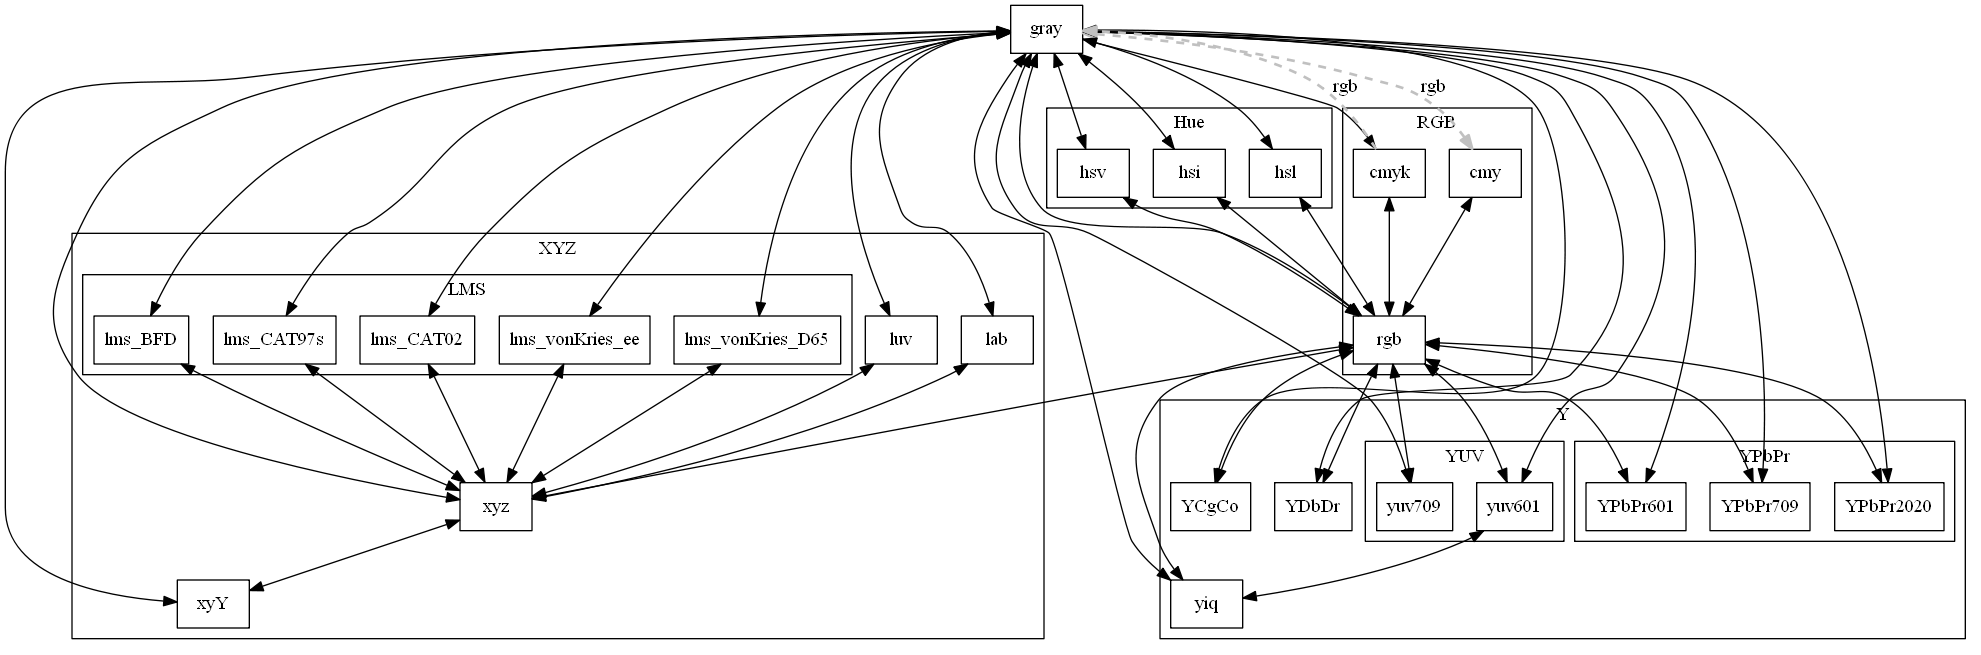 gray
rgb
rgb
Hue
RGB
hsv
hsi
hsl
cmyk
cmy
XYZ
LMS
lms_BFD
lms_CAT97s
lms_CAT02
lms_vonKries_ee
lms_vonKries_D65
luv
lab
rgb
Y
YUV
YPbPr
xyz
YCgCo
YDbDr
yuv709
yuv601
YPbPr601
YPbPr709
YPbPr2020
xyY
yiq